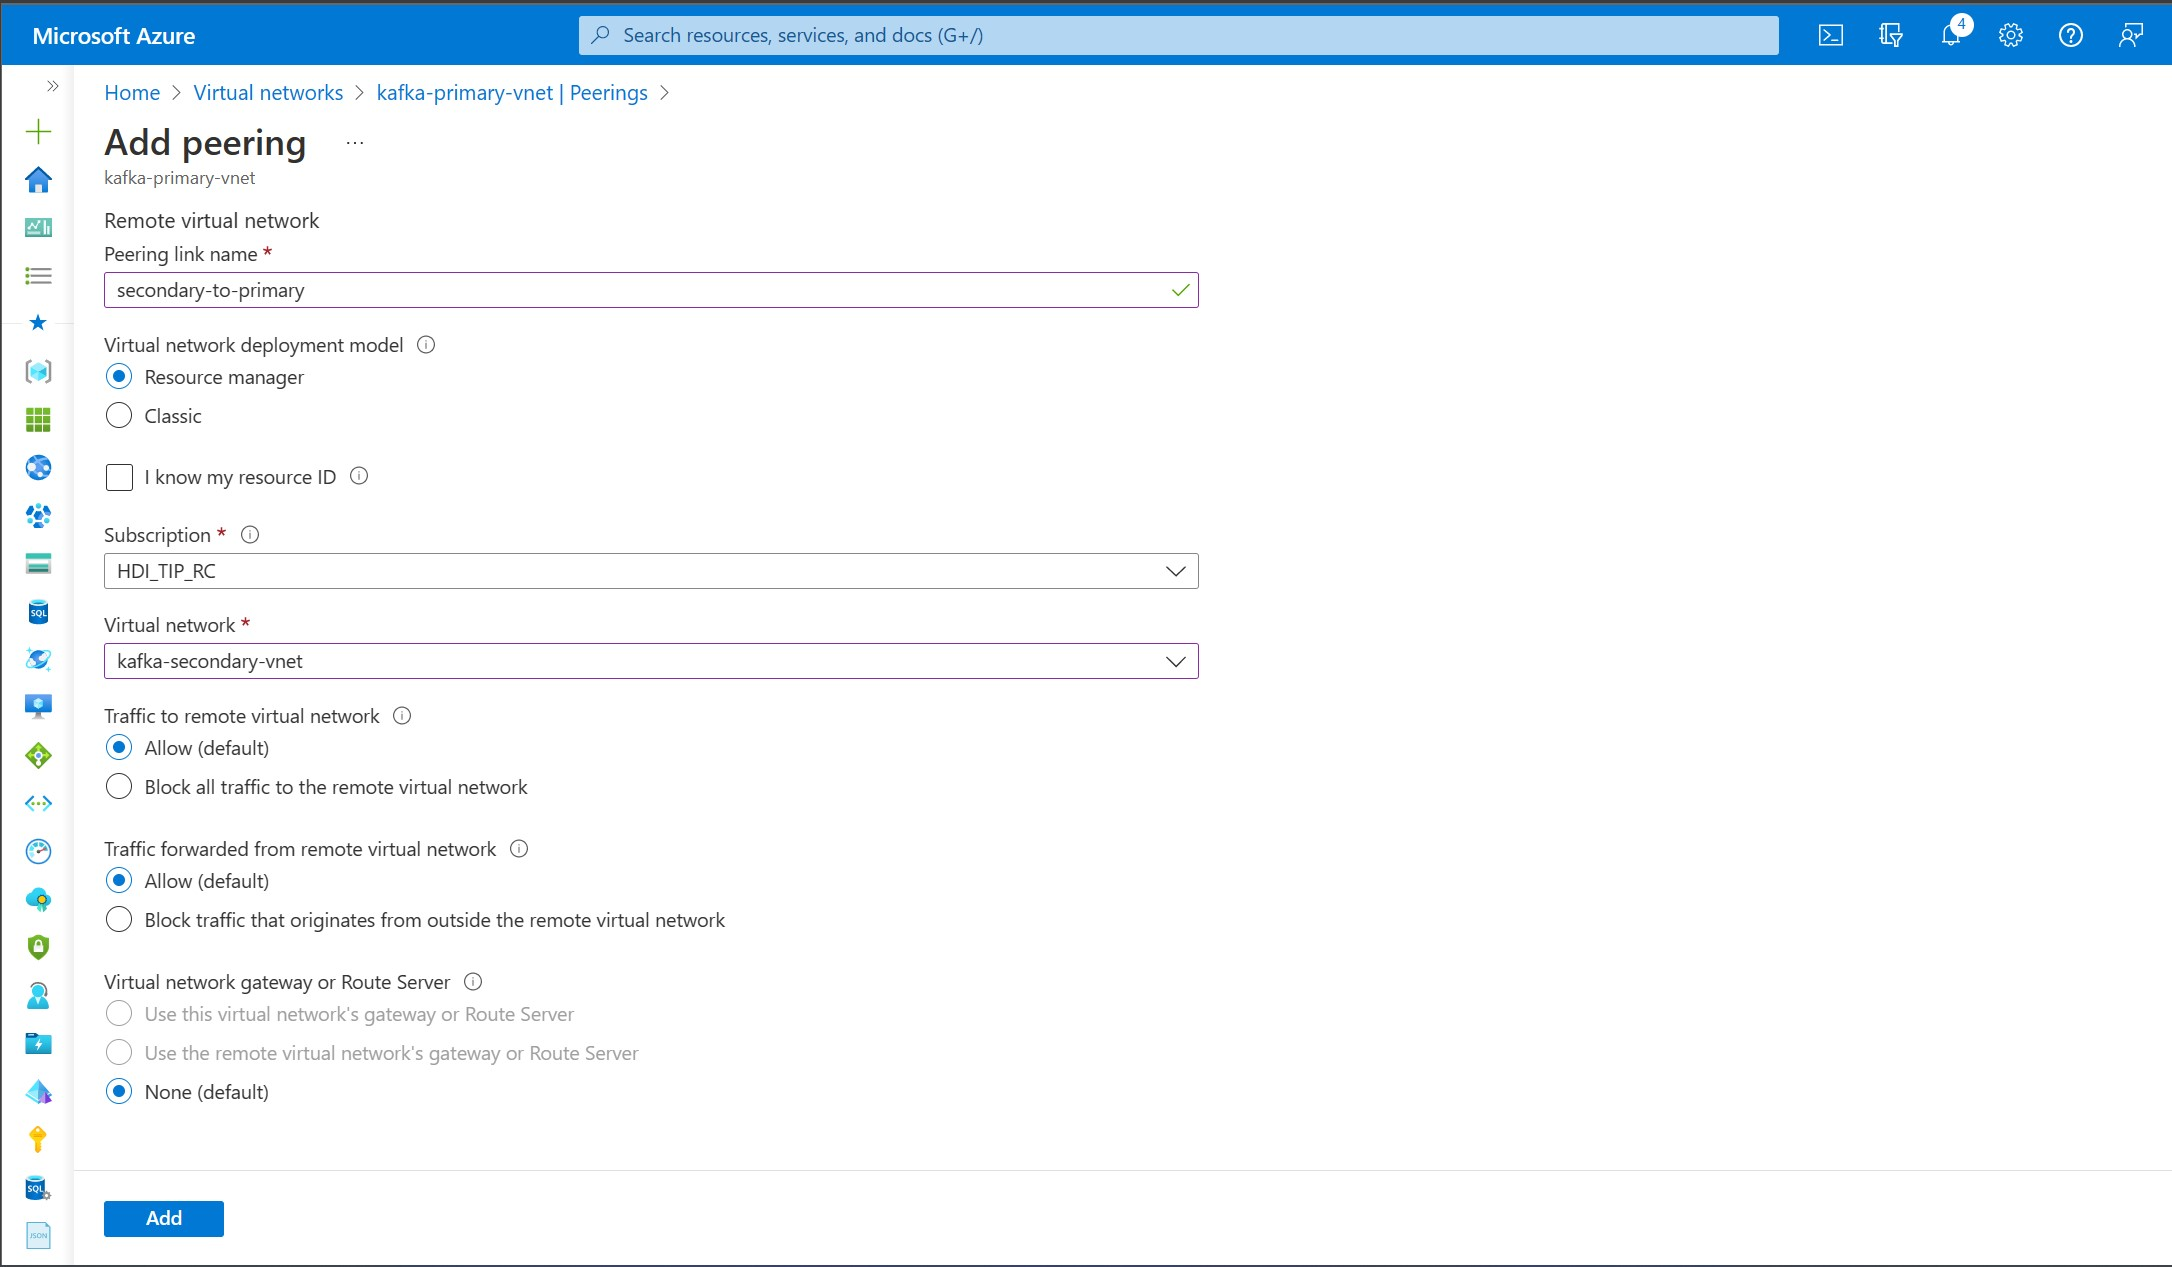 Microsoft Azure
Search resources, services, and docs (G+/)
4
Home > Virtual networks > kafka-primary-vnet | Peerings >
Add peering ...
kafka-primary-vnet
Remote virtual network
Peering link name *
secondary-to-primary
Virtual network deployment model
Resource manager
Classic
I know my resource ID
Subscription *
HDI_TIP_RC
Virtual network *
kafka-secondary-vnet
Traffic to remote virtual network
Allow (default)
Block all traffic to the remote virtual network
Traffic forwarded from remote virtual network
Allow (default)
Block traffic that originates from outside the remote virtual network
Virtual network gateway or Route Server
Use this virtual network's gateway or Route Server
Use the remote virtual network's gateway or Route Server
None (default)
Add
SQL
SQL
JSON